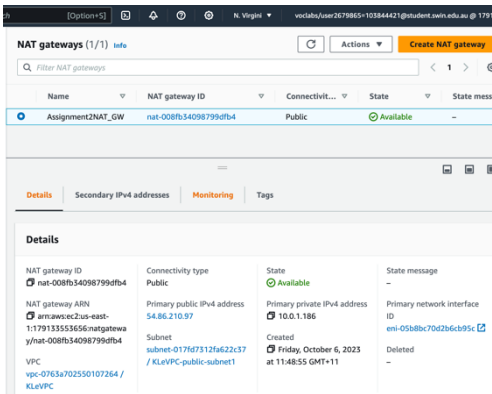 ch [Option+S] N. Virgini ▼ voclabs/user2679865=103844421@student.swin.edu.au @ 1791
NAT gateways (1/1) Info
Actions ▼ Create NAT gateway
Filter NAT gateways
1
Name NAT gateway ID Connectivit... State State mess
Assignment2NAT_GW nat-008fb34098799dfb4 Public Available –
Details Secondary IPv4 addresses Monitoring Tags
Details
NAT gateway ID Connectivity type State State message
nat-008fb34098799dfb4 Public Available –
NAT gateway ARN Primary public IPv4 address Primary private IPv4 address Primary network interface
arn:aws:ec2:us-east- 54.86.210.97 10.0.1.186 ID
1:179133553656:natgatewa eni-05b8bc70d2b6cb95c
y/nat-008fb34098799dfb4 Subnet Created Deleted
VPC subnet-017fd7312fa622c37 Friday, October 6, 2023 –
vpc-0763a702550107264 / / KLeVPC-public-subnet1 at 11:48:55 GMT+11
KLeVPC